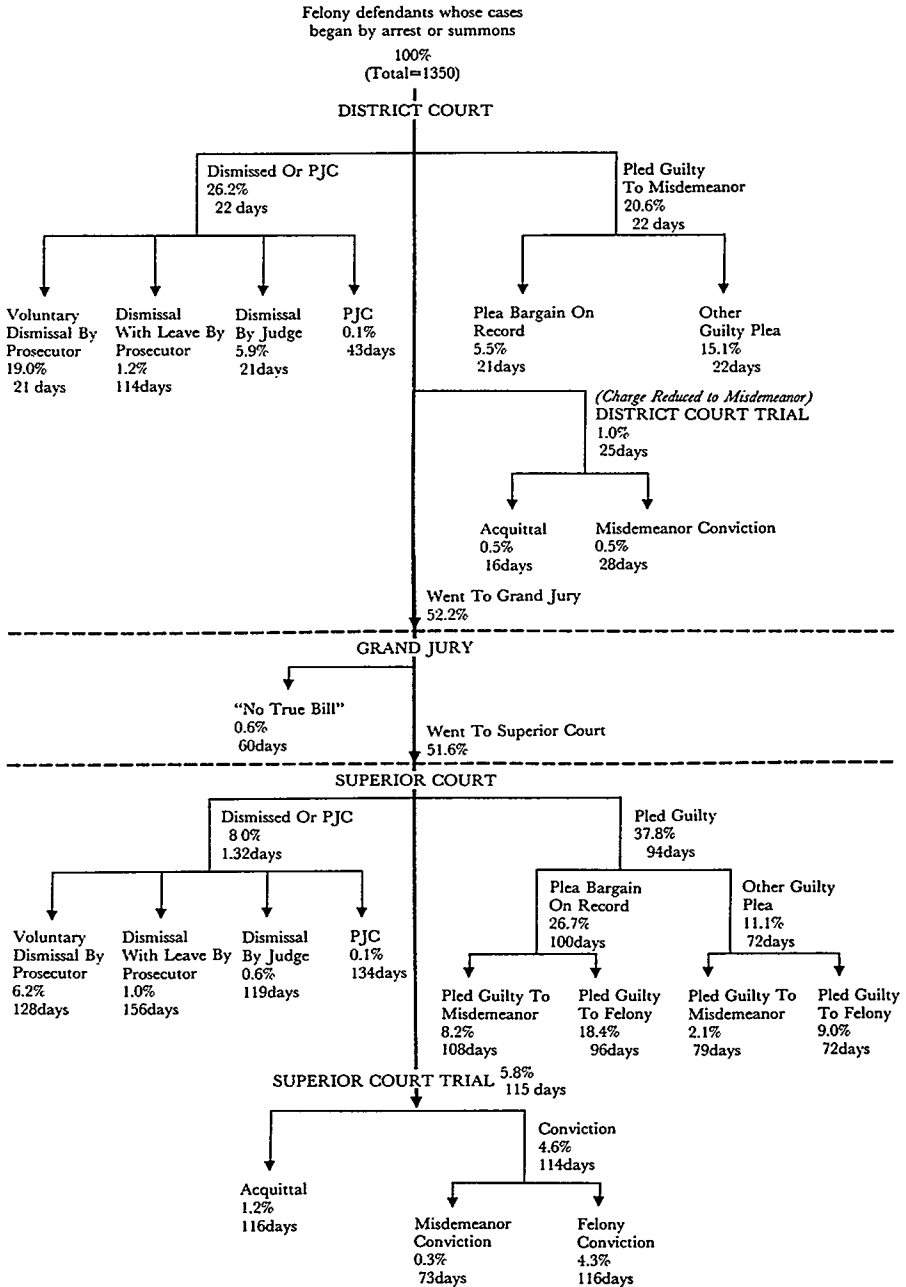 Felony defendants whose cases
began by arrest or summons
100%
(Total=1350)
DISTRICT COURT
Dismissed Or PJC
26.2%
22 days
Pled Guilty
To Misdemeanor
20.6%
22 days
Voluntary
Dismissal By
Prosecutor
19.0%
21 days
Dismissal
With Leave By
Prosecutor
1.2%
114days
Dismissal
By Judge
5.9%
21days
PJC
0.1%
43days
Plea Bargain On
Record
5.5%
21days
Other
Guilty Plea
15.1%
22days
(Charge Reduced to Misdemeanor)
DISTRICT COURT TRIAL
1.0%
25days
Acquittal
0.5%
16days
Misdemeanor Conviction
0.5%
28days
Went To Grand Jury
52.2%
GRAND JURY
"No True Bill"
0.6%
60days
Went To Superior Court
51.6%
SUPERIOR COURT
Dismissed Or PJC
8 0%
1.32days
Pled Guilty
37.8%
94days
Voluntary
Dismissal By
Prosecutor
6.2%
128days
Dismissal
With Leave By
Prosecutor
1.0%
156days
Dismissal
By Judge
0.6%
119days
PJC
0.1%
134days
Plea Bargain
On Record
26.7%
100days
Other Guilty
Plea
11.1%
72days
Pled Guilty To
Misdemeanor
8.2%
108days
Pled Guilty
To Felony
18.4%
96days
Pled Guilty To
Misdemeanor
2.1%
79days
Pled Guilty
To Felony
9.0%
72days
SUPERIOR COURT TRIAL 5.8%
115 days
Acquittal
1.2%
116days
Conviction
4.6%
114days
Misdemeanor
Conviction
0.3%
73days
Felony
Conviction
4.3%
116days